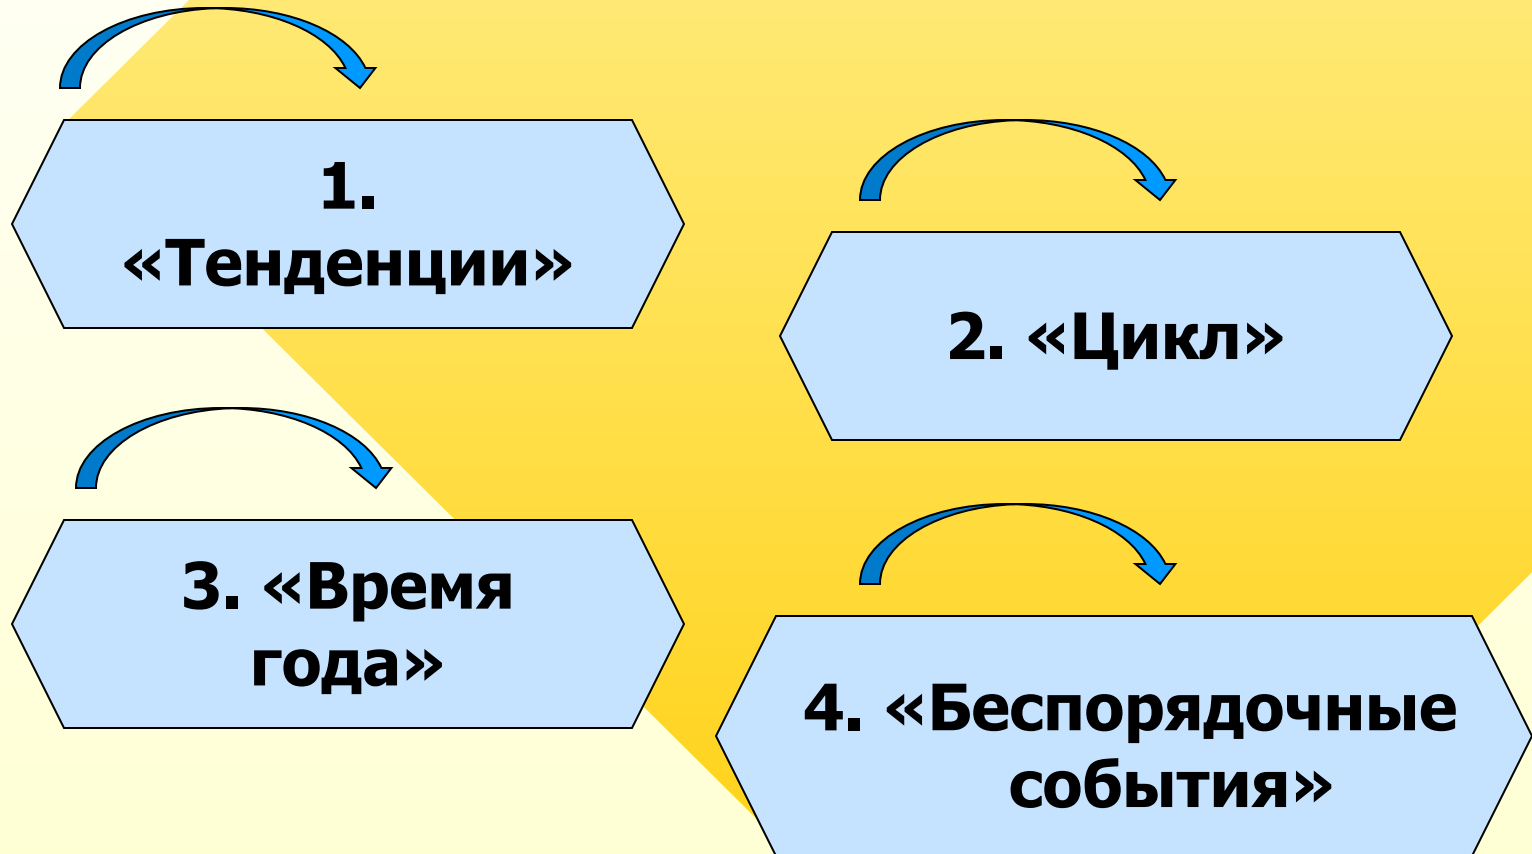 1.
«Тенденции»
2. «Цикл»
3. «Время
года»
4. «Беспорядочные
события»